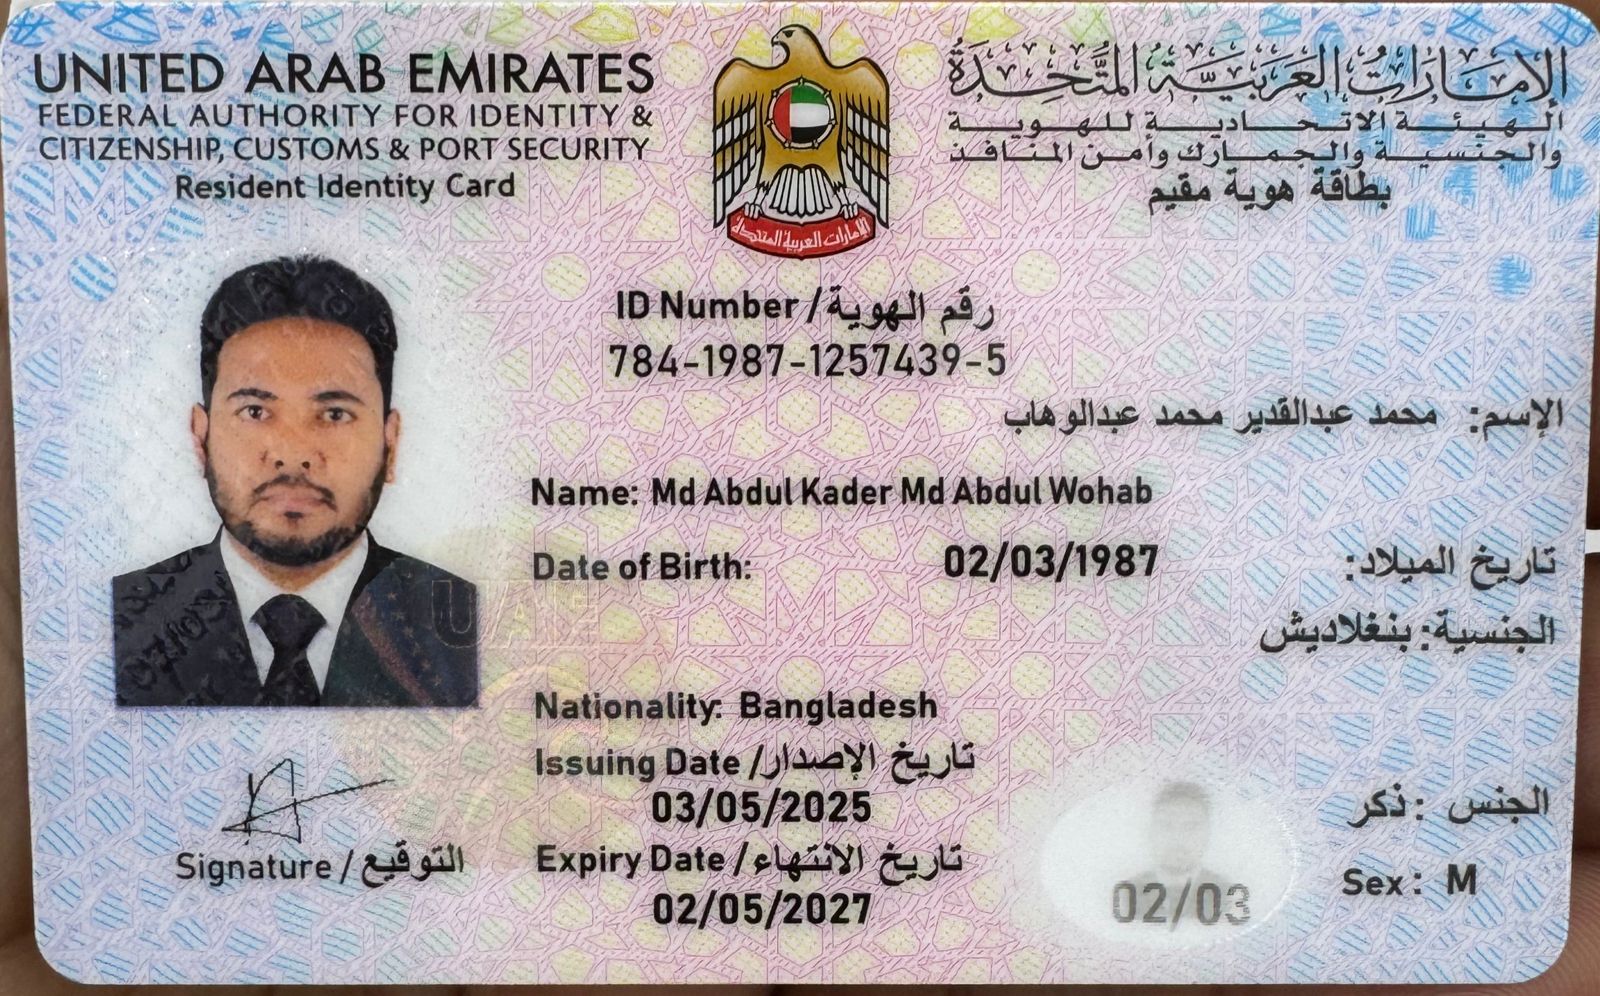 UNITED ARAB EMIRATES
الإمارات العربية المتحدة
FEDERAL AUTHORITY FOR IDENTITY &
الهيئة الاتحادية للهوية
CITIZENSHIP, CUSTOMS & PORT SECURITY
والجنسية والجمارك وأمن المنافذ
Resident Identity Card
بطاقة هوية مقيم
الإمارات العربية المتحدة
ID Number / رقم الهوية
784-1987-1257439-5
الإسم: محمد عبدالقدير محمد عبدالوهاب
Name: Md Abdul Kader Md Abdul Wohab
Date of Birth: 02/03/1987 تاريخ الميلاد:
الجنسية: بنغلاديش
UAE
Nationality: Bangladesh
Issuing Date / تاريخ الإصدار
03/05/2025
الجنس : ذكر
Expiry Date / تاريخ الانتهاء
02/05/2027
Sex : M
Signature / التوقيع
02/03